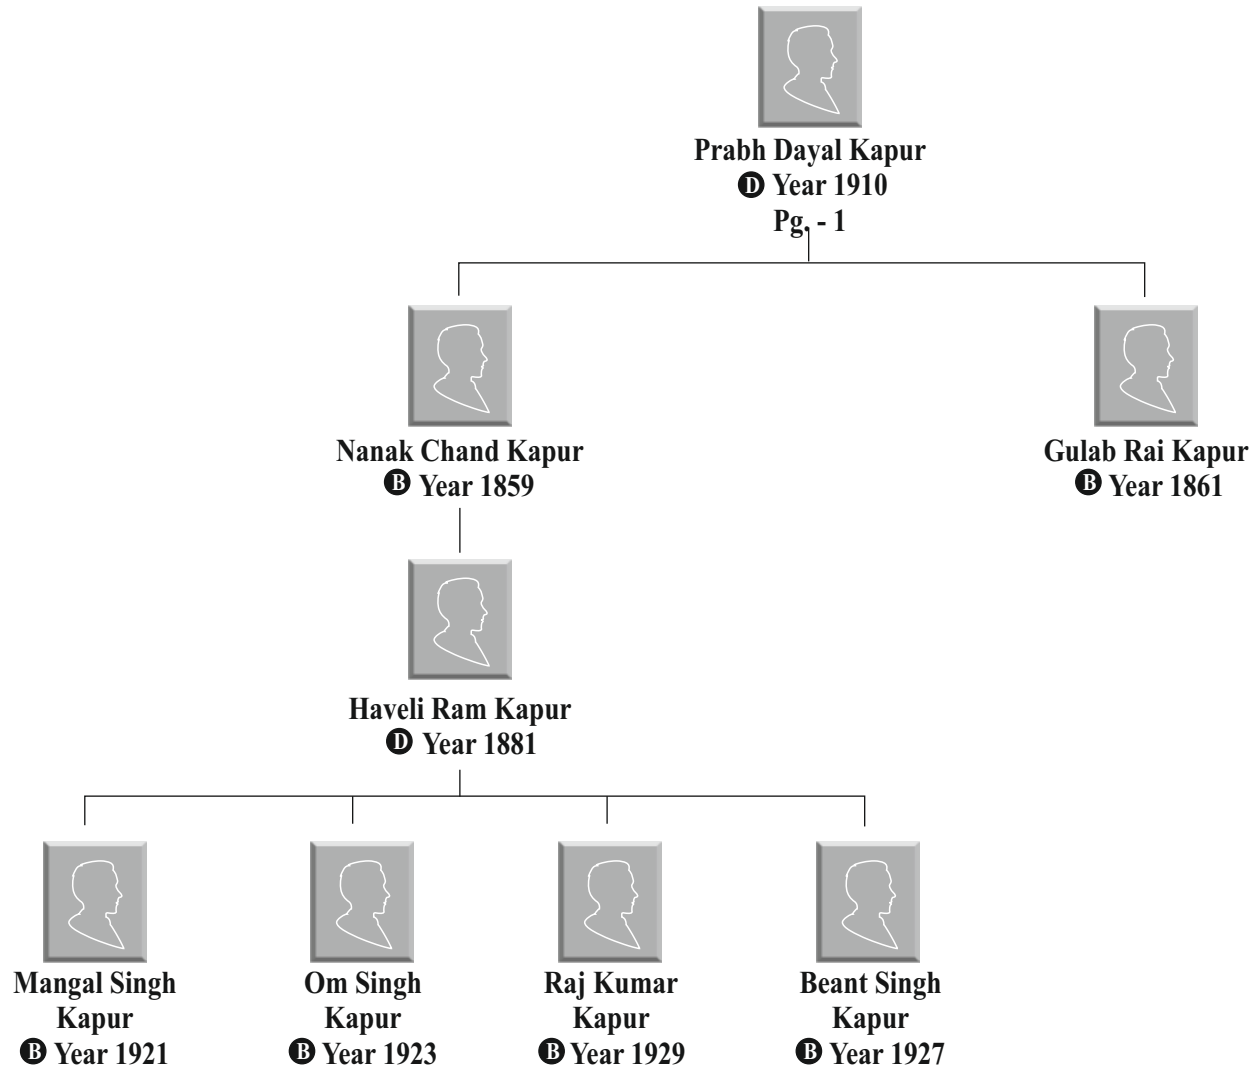 Prabh Dayal Kapur
D Year 1910
Pg. - 1
Nanak Chand Kapur
B Year 1859
Gulab Rai Kapur
B Year 1861
Haveli Ram Kapur
D Year 1881
Mangal Singh
Kapur
B Year 1921
Om Singh
Kapur
B Year 1923
Raj Kumar
Kapur
B Year 1929
Beant Singh
Kapur
B Year 1927